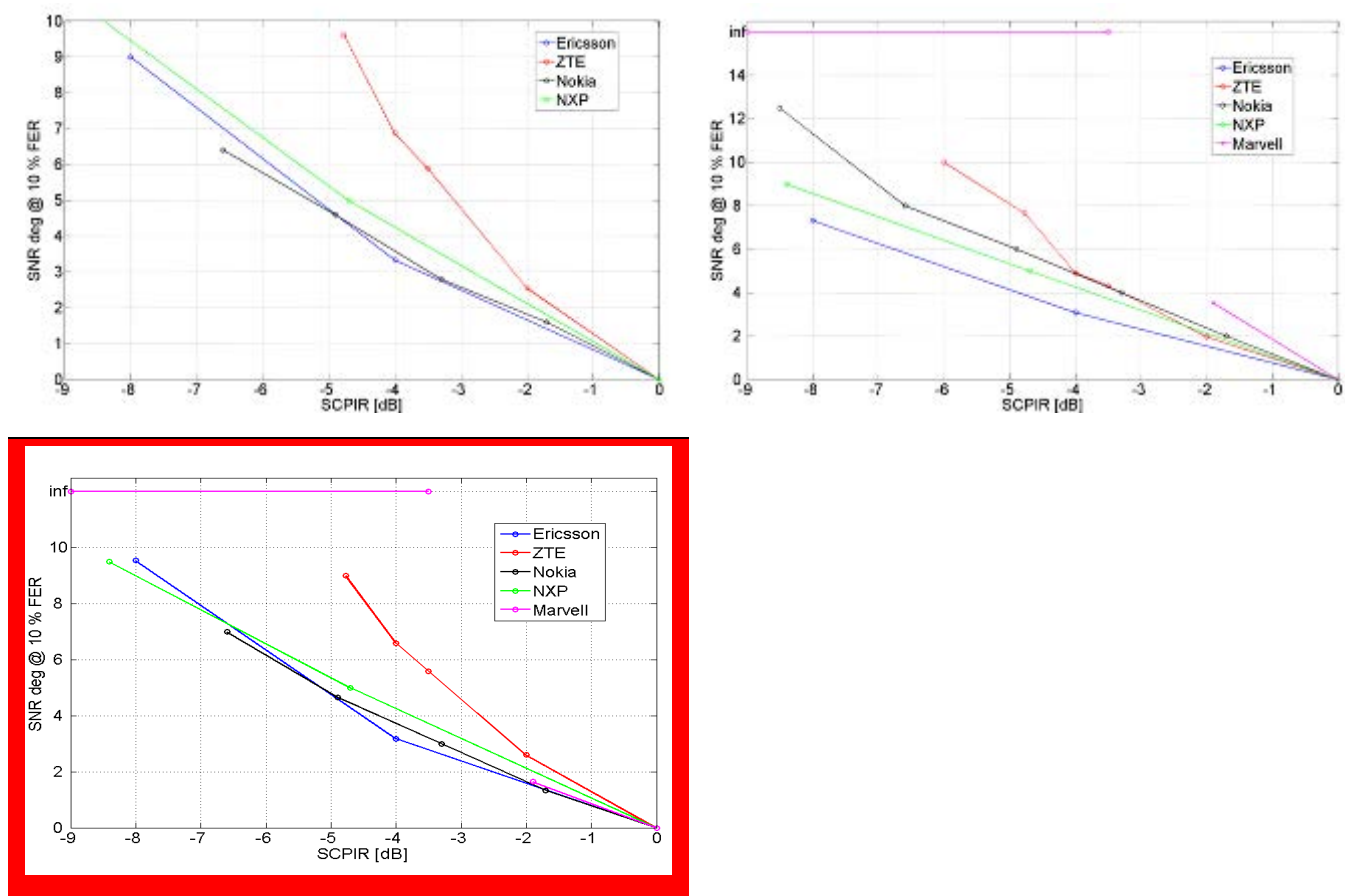 SNR deg @ 10 % FER
10
9
8
7
6
5
4
3
2
1
0
-9
-8
-7
-6
-5
-4
-3
-2
-1
0
SCPIR [dB]
Ericsson
ZTE
Nokia
NXP
SNR deg @ 10 % FER
inf
14
12
10
8
6
4
2
0
-9
-8
-7
-6
-5
-4
-3
-2
-1
0
SCPIR [dB]
Ericsson
ZTE
Nokia
NXP
Marvell
SNR deg @ 10 % FER
inf
10
8
6
4
2
0
-9
-8
-7
-6
-5
-4
-3
-2
-1
0
SCPIR [dB]
Ericsson
ZTE
Nokia
NXP
Marvell